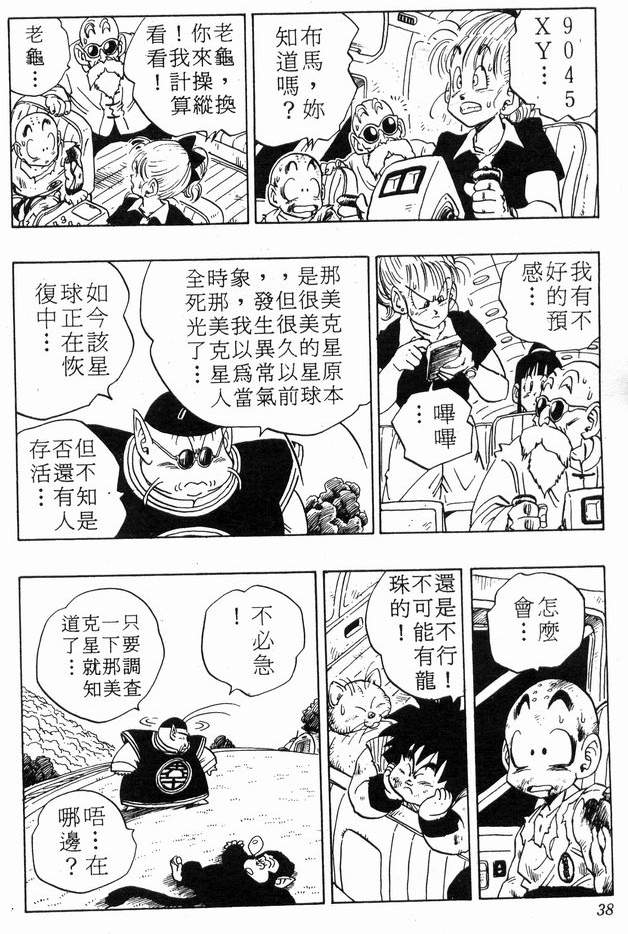 9045
XY…
布馬，妳
知道嗎？
老龜，換
你來操縱
！我計算
看看！
老龜…
我有不
好的預
感…
…嗶嗶
那美克星原本
是很美的星球
，但很久以前
，發生異常氣
象，我以爲當
時那美克星人
全死光了…
如今該星
球正在恢
復中…
但不知是
否還有人
存活…
怎麼
會…
還是不行！
不可能有龍
珠的！
不必急
！
只要調查
一下那美
克星就知
道了…
唔…在
哪邊？
38